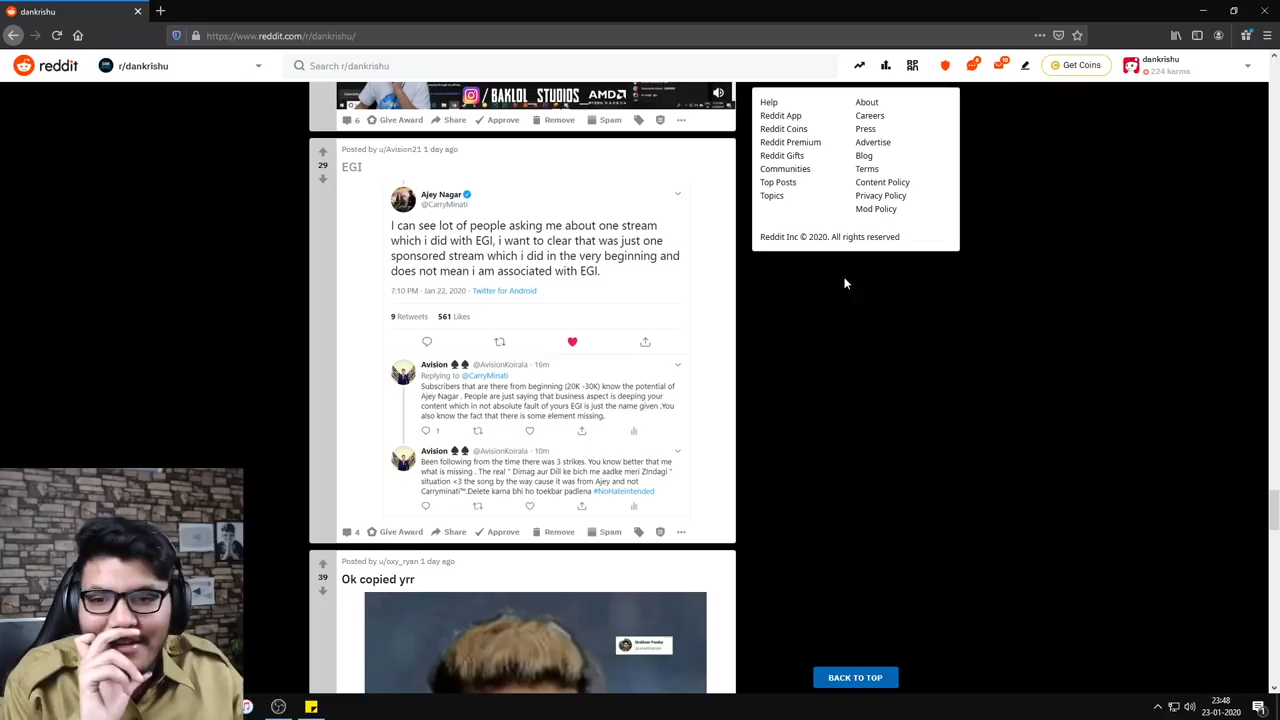 dankrishu
https://www.reddit.com/r/dankrishu/
reddit
r/dankrishu
Search r/dankrishu
Get Coins
dankrishu
224 karma
/BAKLOL_STUDIOS
AMD
6 Give Award Share Approve Remove Spam
Help About
Reddit App Careers
Reddit Coins Press
Reddit Premium Advertise
Reddit Gifts Blog
Communities Terms
Top Posts Content Policy
Topics Privacy Policy
Mod Policy
Reddit Inc © 2020. All rights reserved
Posted by u/Avision21 1 day ago
29
EGI
Ajey Nagar
@CarryMinati
I can see lot of people asking me about one stream
which i did with EGI, i want to clear that was just one
sponsored stream which i did in the very beginning and
does not mean i am associated with EGI.
7:10 PM · Jan 22, 2020 · Twitter for Android
9 Retweets 561 Likes
Avision ♠♠ @AvisionKoirala · 16m
Replying to @CarryMinati
Subscribers that are there from beginning (20K -30K) know the potential of
Ajey Nagar . People are just saying that business aspect is deeping your
content which in not absolute fault of yours EGI is just the name given .You
also know the fact that there is some element missing.
1
Avision ♠♠ @AvisionKoirala · 10m
Been following from the time there was 3 strikes. You know better that me
what is missing . The real " Dimag aur Dill ke bich me aadke meri ZIndagi "
situation <3 the song by the way cause it was from Ajey and not
Carryminati™.Delete karna bhi ho toekbar padlena #NoHateintended
4 Give Award Share Approve Remove Spam
Posted by u/oxy_ryan 1 day ago
39
Ok copied yrr
BACK TO TOP
23:48
23-01-2020